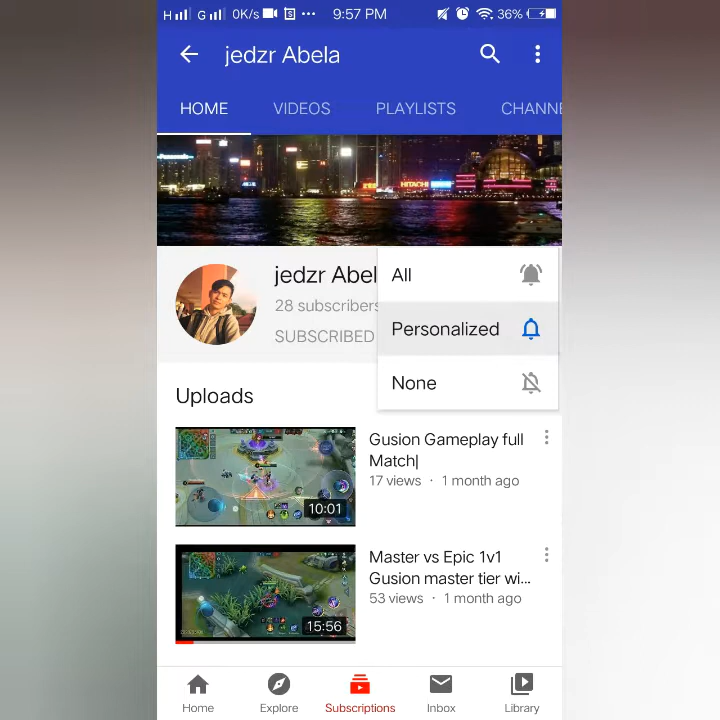 H G 0K/s 9:57 PM 36%
jedzr Abela
HOME VIDEOS PLAYLISTS CHANNE
Panasonic
HITACHI
jedzr Abel
28 subscribers
SUBSCRIBED
All
Personalized
None
Uploads
Gusion Gameplay full
Match|
17 views · 1 month ago
10:01
Master vs Epic 1v1
Gusion master tier wi...
53 views · 1 month ago
15:56
Home Explore Subscriptions Inbox Library